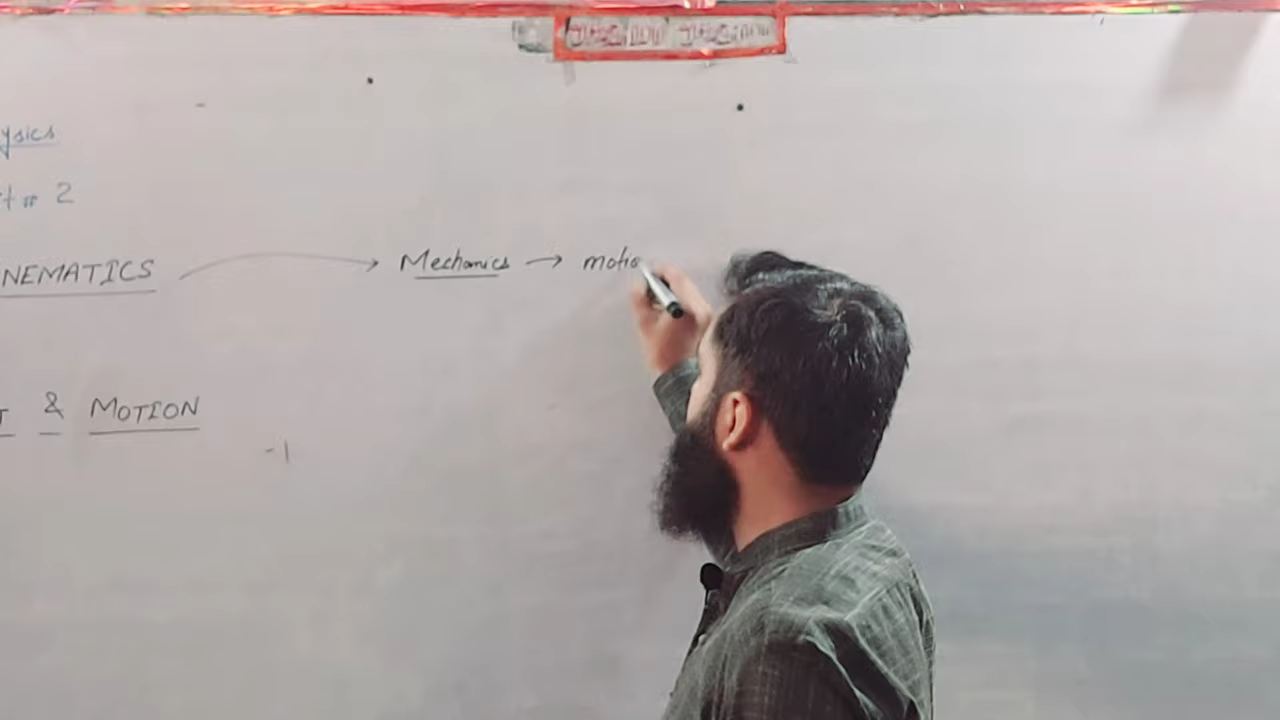 ysics
t # 2
NEMATICS → Mechanics → motio
T & MOTION